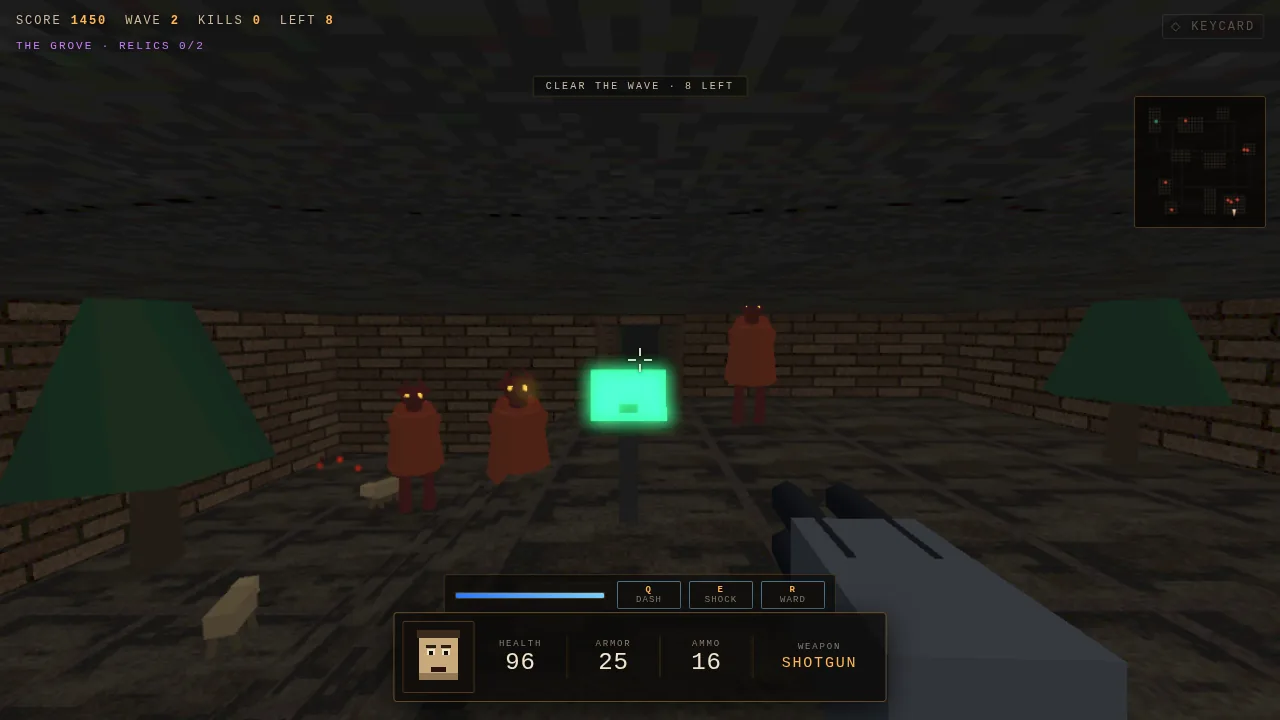 SCORE 1450 WAVE 2 KILLS 0 LEFT 8
◇ KEYCARD
THE GROVE · RELICS 0/2
CLEAR THE WAVE · 8 LEFT
Q E R
DASH SHOCK WARD
HEALTH ARMOR AMMO WEAPON
96 25 16 SHOTGUN